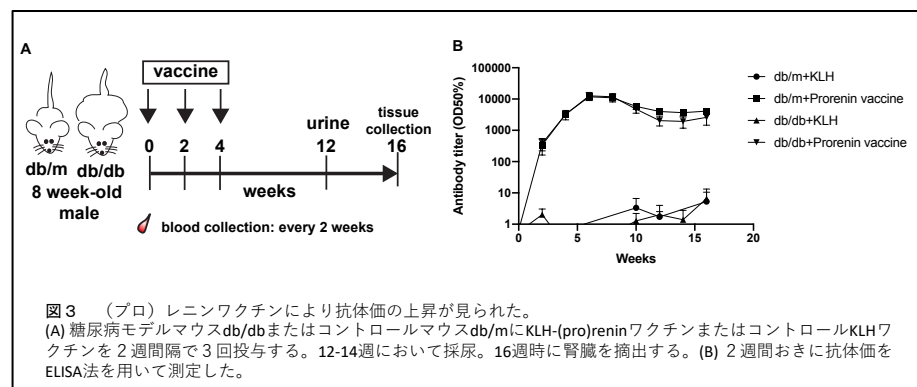 A
vaccine
0 2 4
urine
12
tissue
collection
16
db/m db/db
8 week-old
male
weeks
blood collection: every 2 weeks
B
Antibody titer (OD50%)
100000
10000
1000
100
10
1
0 5 10 15 20
Weeks
db/m+KLH
db/m+Prorenin vaccine
db/db+KLH
db/db+Prorenin vaccine
図3 （プロ）レニンワクチンにより抗体価の上昇が見られた。
(A) 糖尿病モデルマウスdb/dbまたはコントロールマウスdb/mにKLH-(pro)reninワクチンまたはコントロールKLHワ
クチンを２週間隔で３回投与する。12-14週において採尿。16週時に腎臓を摘出する。(B) ２週間おきに抗体価を
ELISA法を用いて測定した。